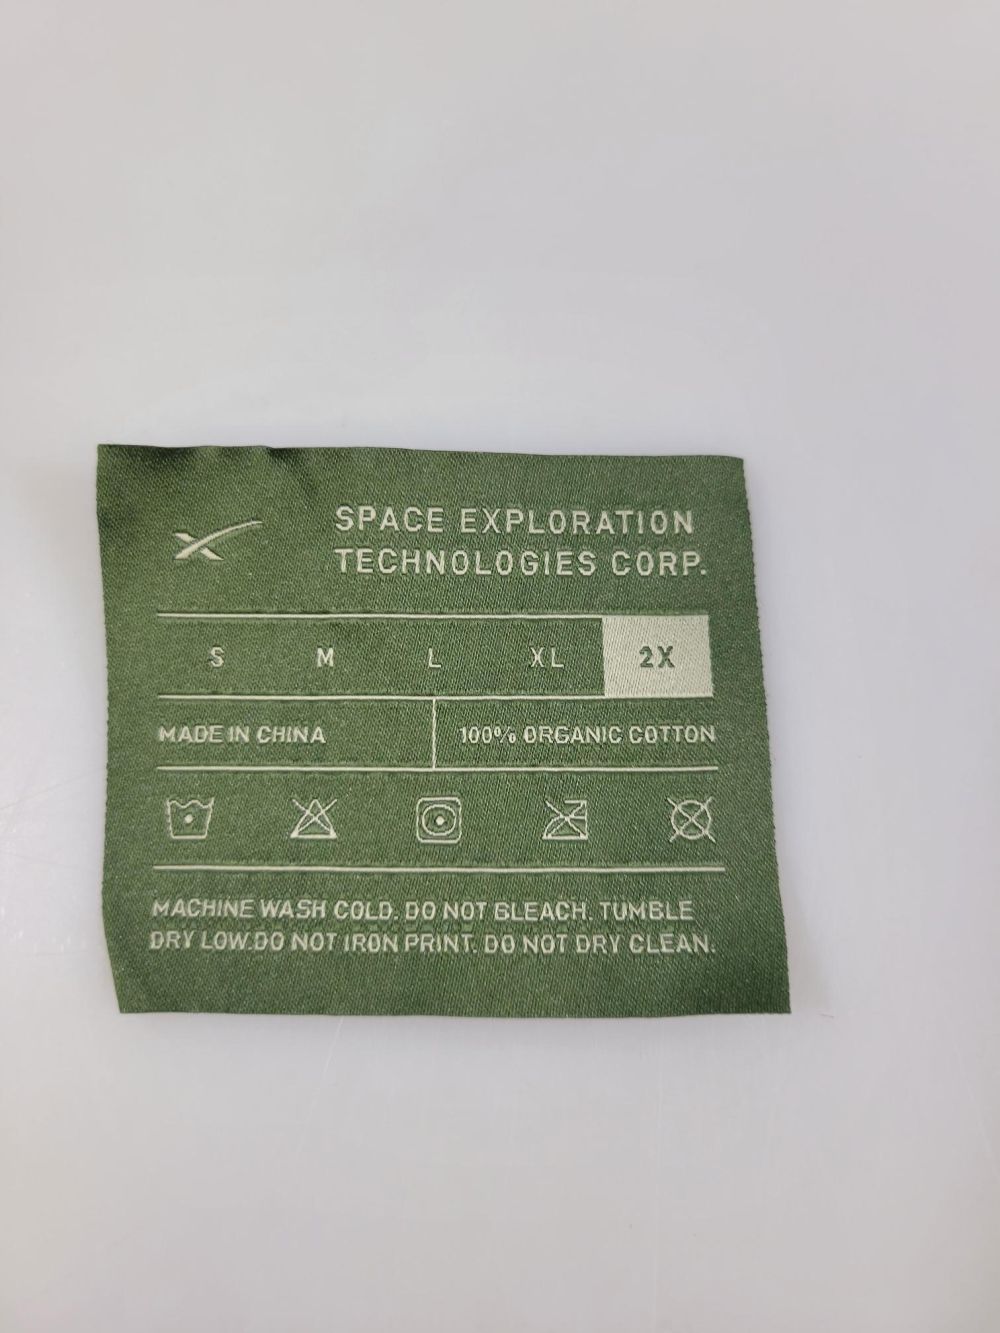 SPACE EXPLORATION
TECHNOLOGIES CORP.
S M L XL 2X
MADE IN CHINA 100% ORGANIC COTTON
MACHINE WASH COLD. DO NOT BLEACH. TUMBLE
DRY LOW.DO NOT IRON PRINT. DO NOT DRY CLEAN.